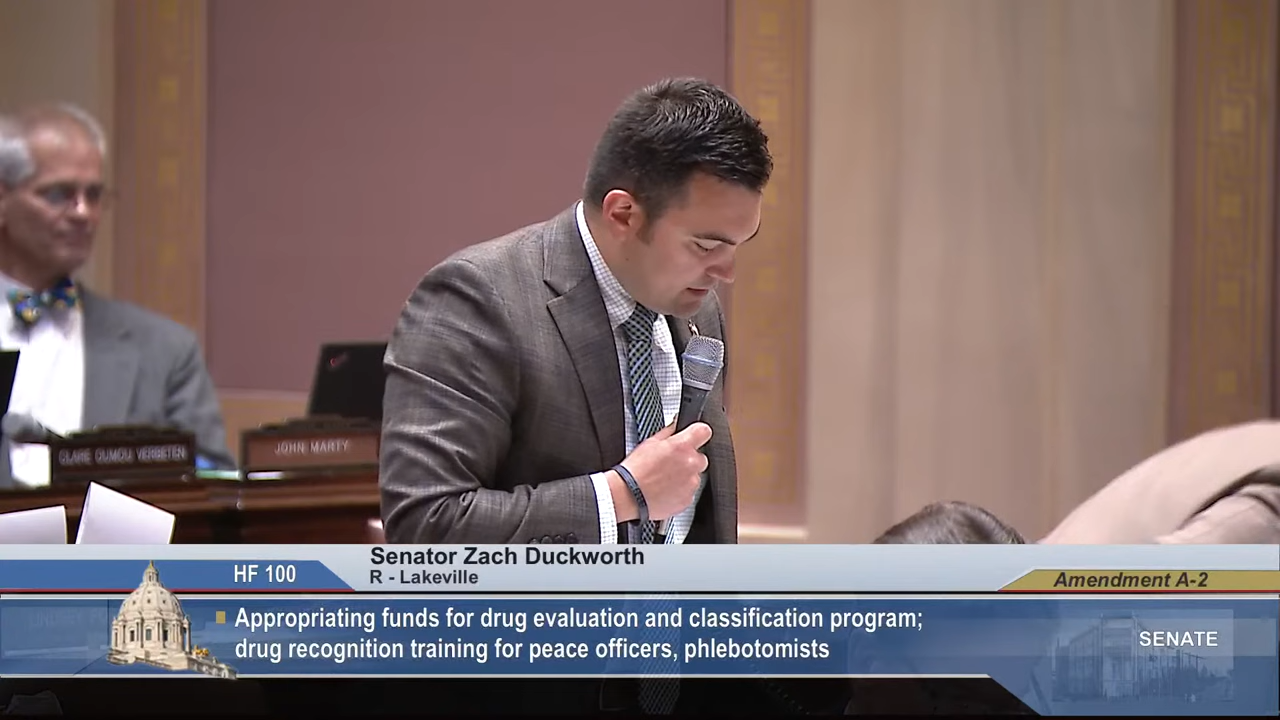 CLARE OUMOU VERBETEN
JOHN MARTY
Senator Zach Duckworth
HF 100
R - Lakeville
Amendment A-2
Appropriating funds for drug evaluation and classification program;
drug recognition training for peace officers, phlebotomists
SENATE